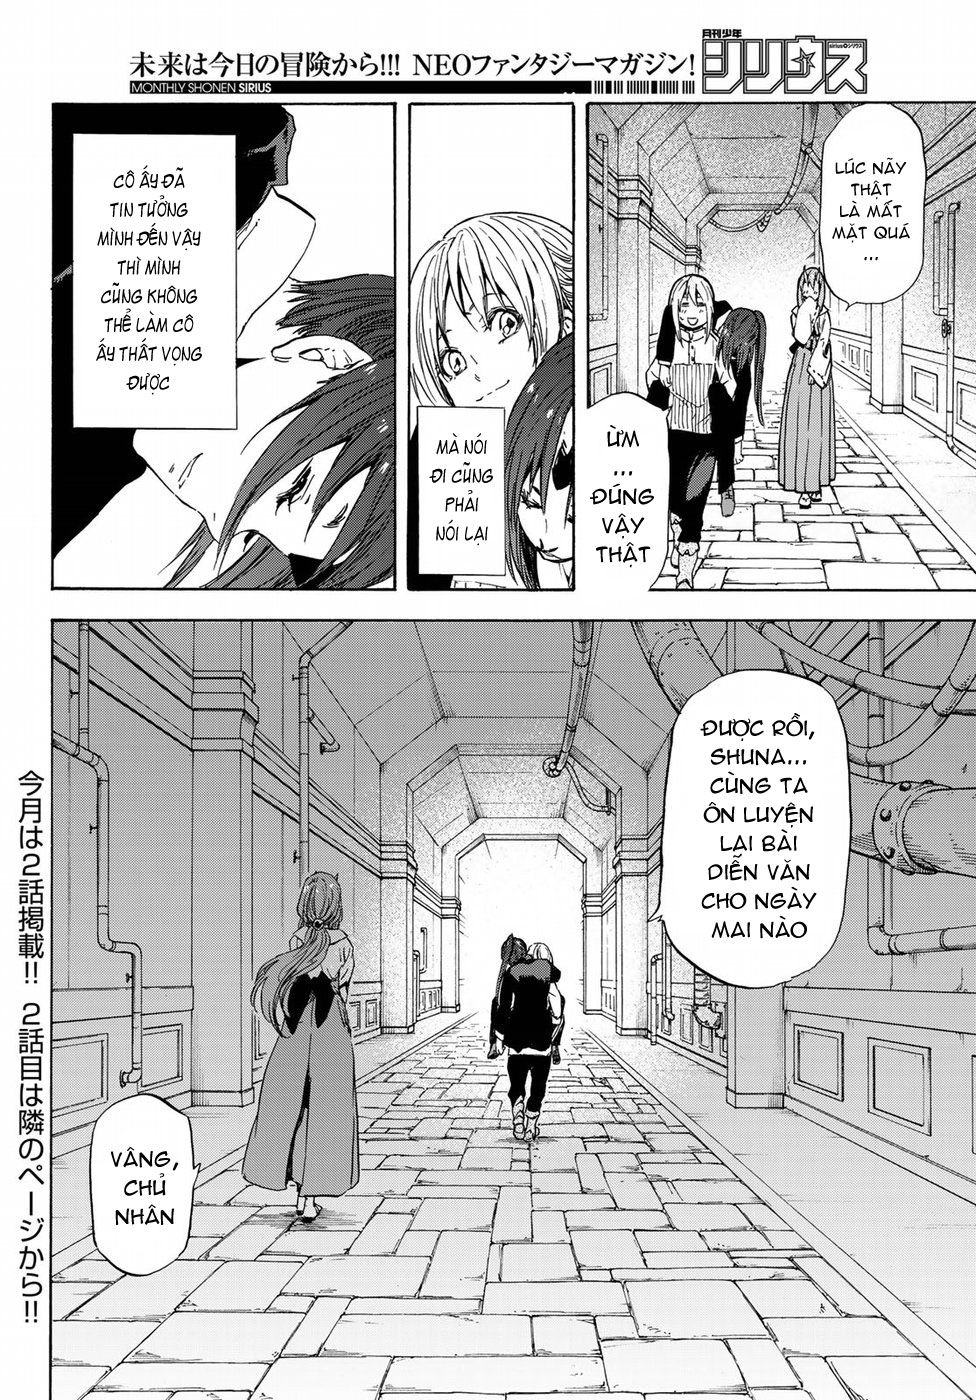 未来は今日の冒険から!!! NEOファンタジーマガジン!
月刊少年
sirius●シリウス
シリウス
MONTHLY SHONEN SIRIUS
LÚC NÃY
THẬT
LÀ MẤT
MẶT QUÁ
...
ỪM
...
ĐÚNG
VẬY
THẬT
MÀ NÓI
ĐI CŨNG
PHẢI
NÓI LẠI
CÔ ẤY ĐÃ
TIN TƯỞNG
MÌNH ĐẾN VẬY
THÌ MÌNH
CŨNG KHÔNG
THỂ LÀM CÔ
ẤY THẤT VỌNG
ĐƯỢC
ĐƯỢC RỒI,
SHUNA...
CÙNG TA
ÔN LUYỆN
LẠI BÀI
DIỄN VĂN
CHO NGÀY
MAI NÀO
VÂNG,
CHỦ
NHÂN
今月は2話掲載!! 2話目は隣のページから!!